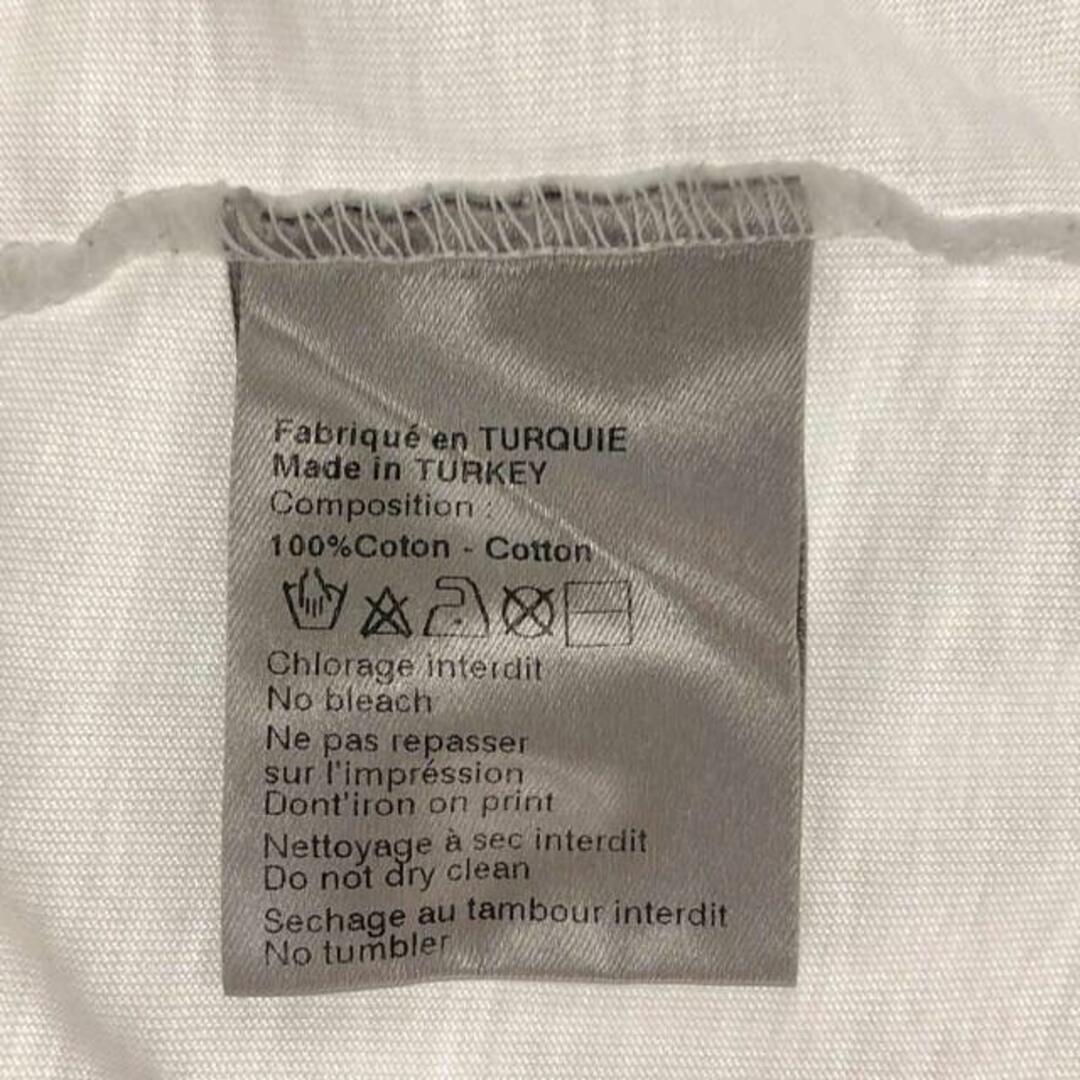 Fabriqué en TURQUIE
Made in TURKEY
Composition :
100%Coton - Cotton
Chlorage interdit
No bleach
Ne pas repasser
sur l'impréssion
Dont'iron on print
Nettoyage à sec interdit
Do not dry clean
Sechage au tambour interdit
No tumbler